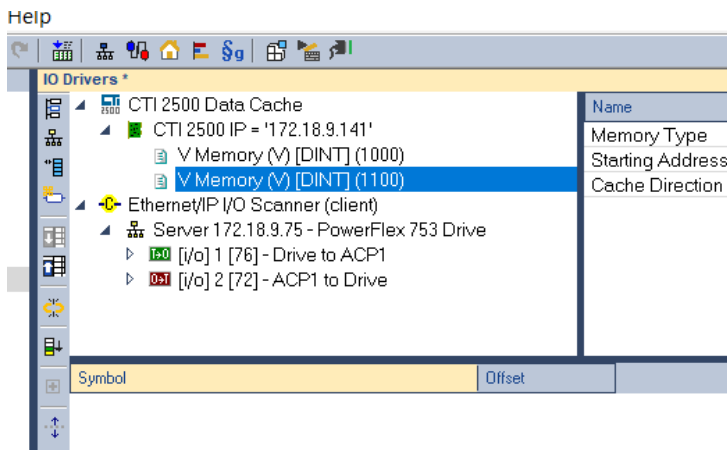 Help
§g
IO Drivers *
CTI 2500 Data Cache
CTI 2500 IP = '172.18.9.141'
V Memory (V) [DINT] (1000)
V Memory (V) [DINT] (1100)
Ethernet/IP I/O Scanner (client)
Server 172.18.9.75 - PowerFlex 753 Drive
T→O [i/o] 1 [76] - Drive to ACP1
O→T [i/o] 2 [72] - ACP1 to Drive
Name
Memory Type
Starting Address
Cache Direction
Symbol Offset